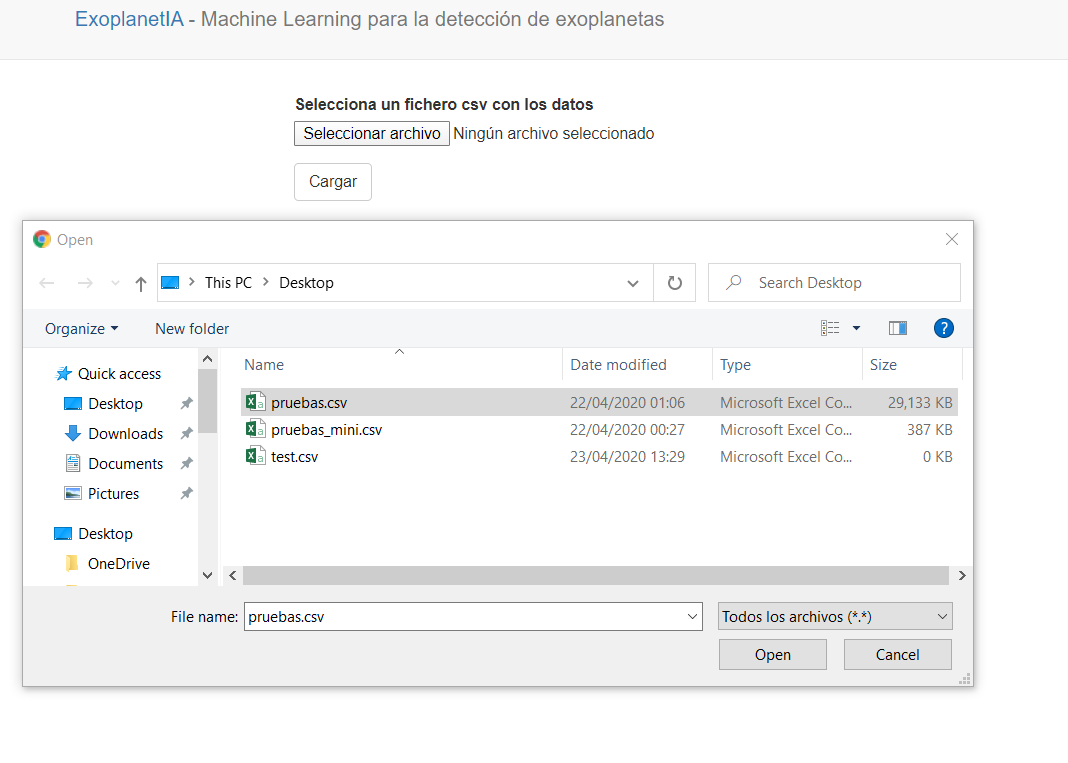 ExoplanetIA - Machine Learning para la detección de exoplanetas
Selecciona un fichero csv con los datos
Seleccionar archivo Ningún archivo seleccionado
Cargar
Open
This PC > Desktop
Search Desktop
Organize New folder
?
Name Date modified Type Size
Quick access
Desktop
Downloads
Documents
Pictures
Desktop
OneDrive
pruebas.csv 22/04/2020 01:06 Microsoft Excel Co... 29,133 KB
pruebas_mini.csv 22/04/2020 00:27 Microsoft Excel Co... 387 KB
test.csv 23/04/2020 13:29 Microsoft Excel Co... 0 KB
File name: pruebas.csv Todos los archivos (*.*)
Open Cancel